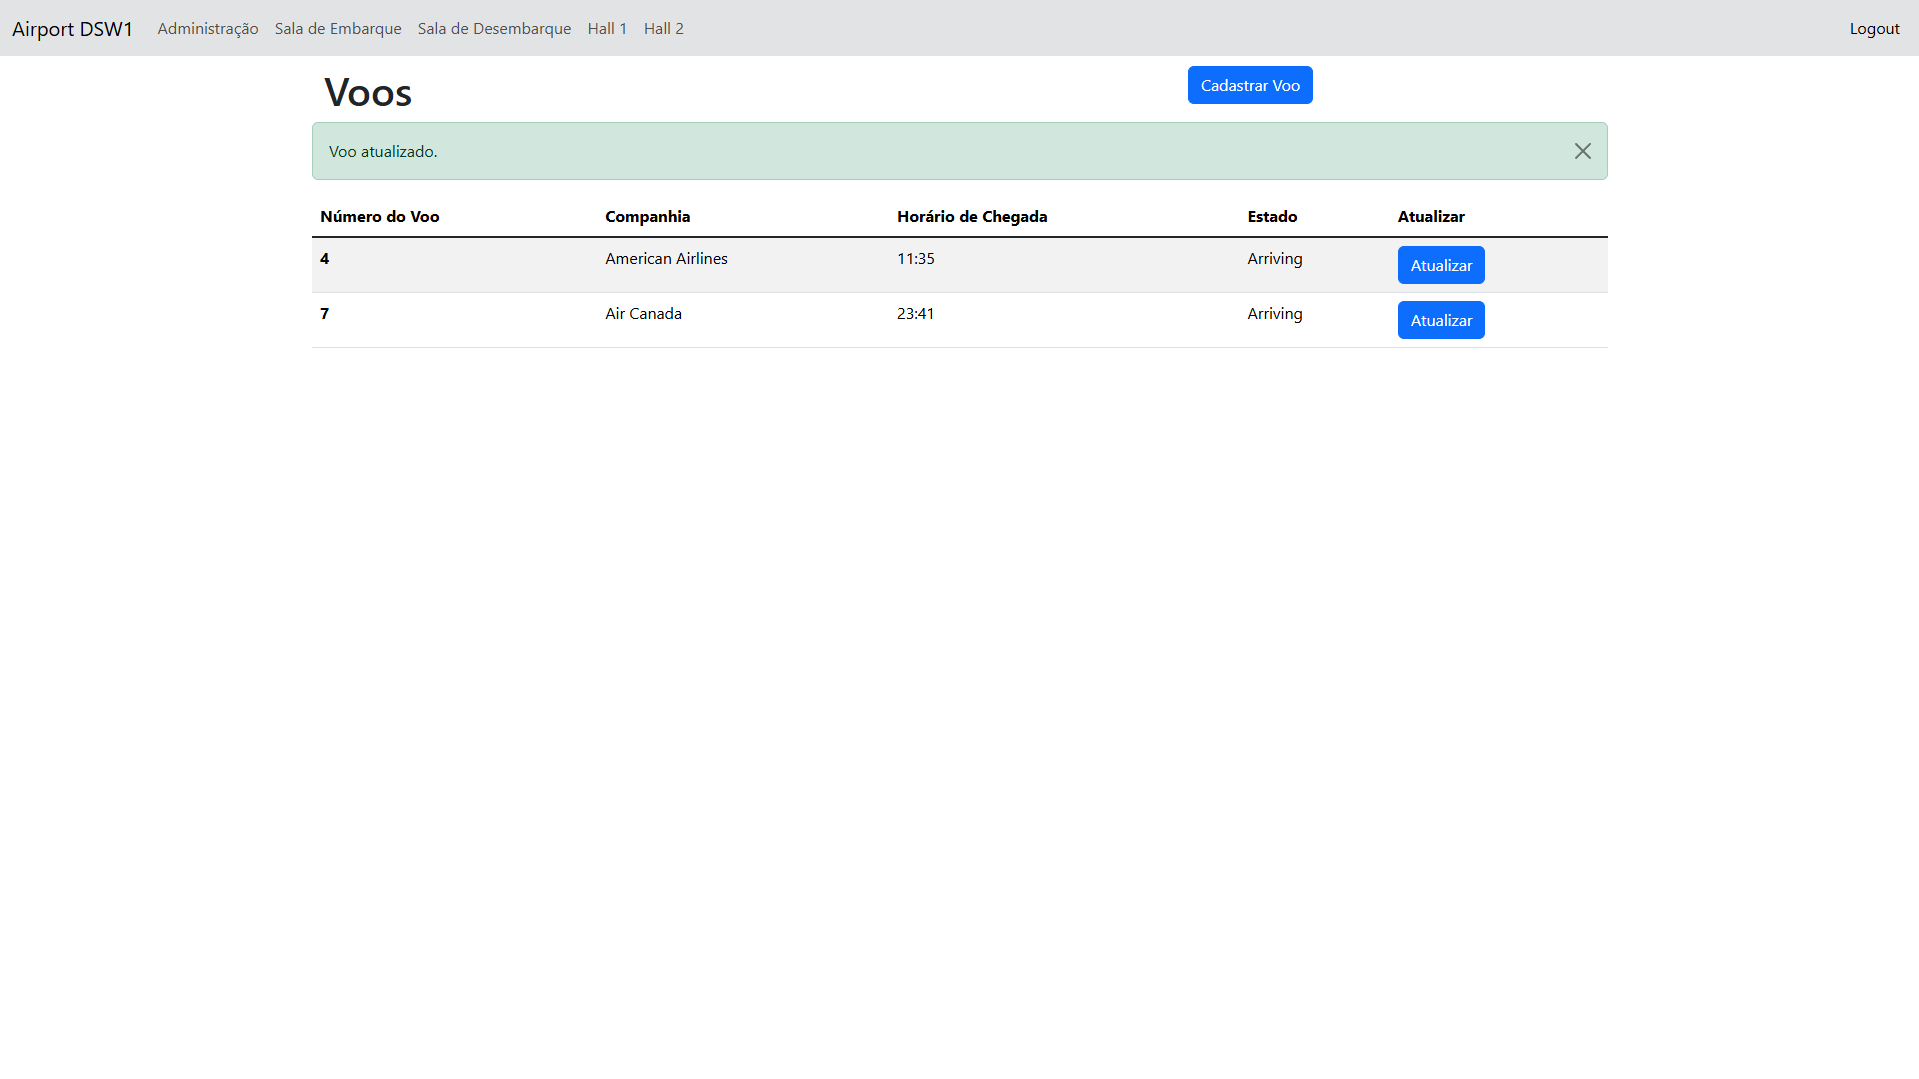 Airport DSW1 Administração Sala de Embarque Sala de Desembarque Hall 1 Hall 2 Logout
Voos Cadastrar Voo
Voo atualizado.
Número do Voo Companhia Horário de Chegada Estado Atualizar
4 American Airlines 11:35 Arriving Atualizar
7 Air Canada 23:41 Arriving Atualizar